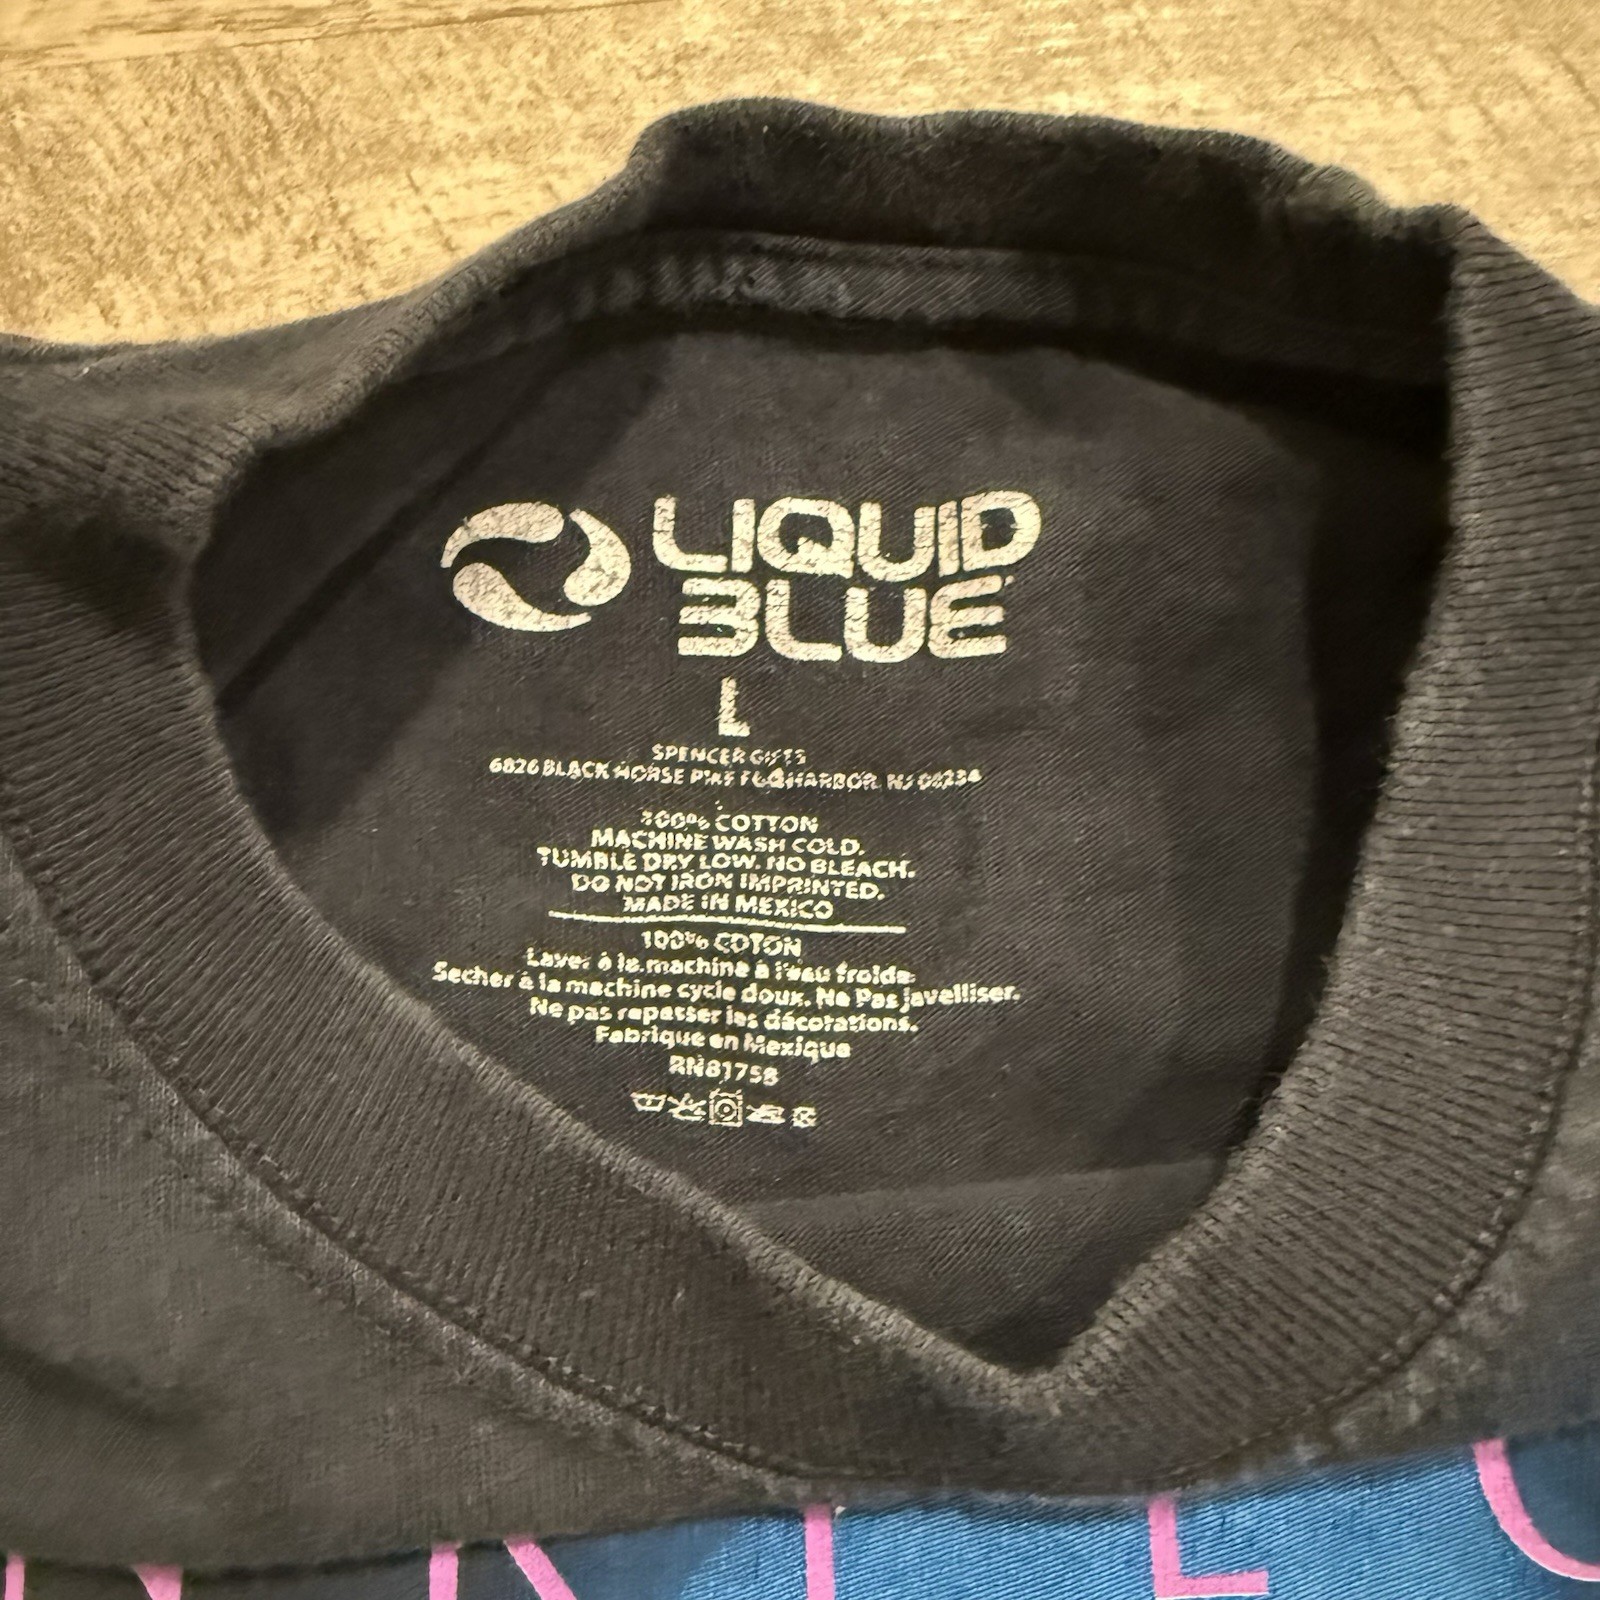 LIQUID
BLUE
L
SPENCER GIFTS
6826 BLACK HORSE PIKE EGG HARBOR, NJ 08234
100% COTTON
MACHINE WASH COLD.
TUMBLE DRY LOW. NO BLEACH.
DO NOT IRON IMPRINTED.
MADE IN MEXICO
100% COTON
Laver à la machine à l'eau froide.
Secher à la machine cycle doux. Ne Pas javelliser.
Ne pas repasser les décorations.
Fabrique en Mexique
RN81758